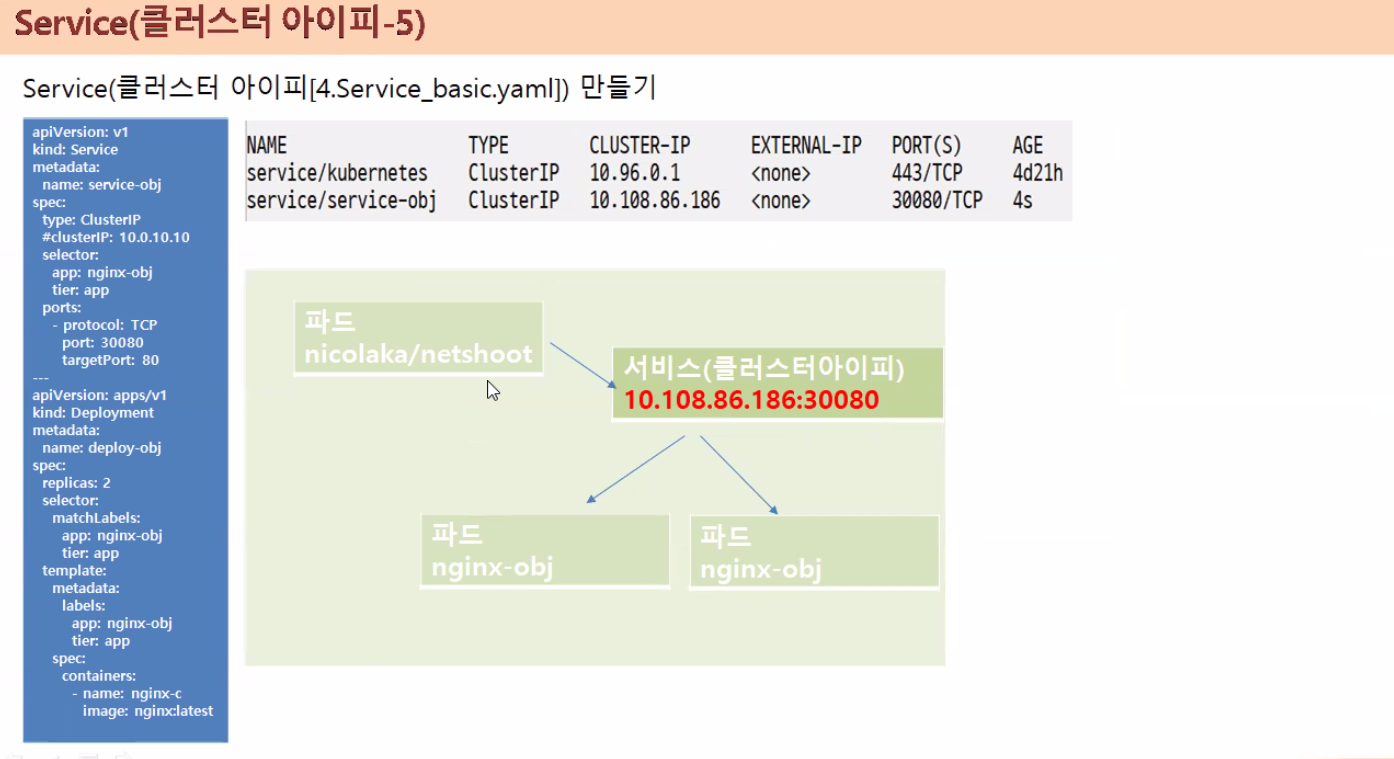 Service(클러스터 아이피-5)
Service(클러스터 아이피[4.Service_basic.yaml]) 만들기
apiVersion: v1
kind: Service
metadata:
  name: service-obj
spec:
  type: ClusterIP
  #clusterIP: 10.0.10.10
  selector:
    app: nginx-obj
    tier: app
  ports:
    - protocol: TCP
      port: 30080
      targetPort: 80
---
apiVersion: apps/v1
kind: Deployment
metadata:
  name: deploy-obj
spec:
  replicas: 2
  selector:
    matchLabels:
      app: nginx-obj
      tier: app
  template:
    metadata:
      labels:
        app: nginx-obj
        tier: app
    spec:
      containers:
        - name: nginx-c
          image: nginx:latest
NAME TYPE CLUSTER-IP EXTERNAL-IP PORT(S) AGE
service/kubernetes ClusterIP 10.96.0.1 <none> 443/TCP 4d21h
service/service-obj ClusterIP 10.108.86.186 <none> 30080/TCP 4s
파드
nicolaka/netshoot
서비스(클러스터아이피)
10.108.86.186:30080
파드
nginx-obj
파드
nginx-obj